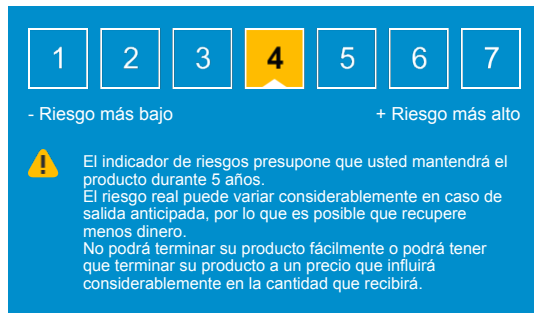 1 2 3 4 5 6 7
- Riesgo más bajo + Riesgo más alto
El indicador de riesgos presupone que usted mantendrá el
producto durante 5 años.
El riesgo real puede variar considerablemente en caso de
salida anticipada, por lo que es posible que recupere
menos dinero.
No podrá terminar su producto fácilmente o podrá tener
que terminar su producto a un precio que influirá
considerablemente en la cantidad que recibirá.